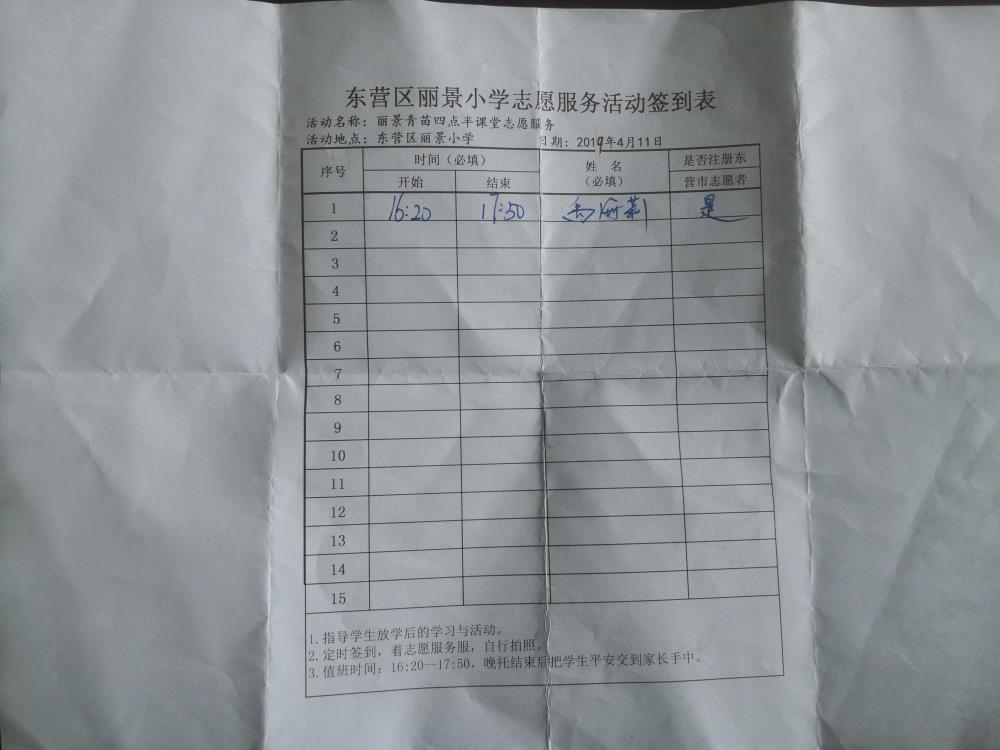 东营区丽景小学志愿服务活动签到表
活动名称：丽景青苗四点半课堂志愿服务
活动地点：东营区丽景小学 日期：2019年4月11日
序号 时间（必填） 姓 名 是否注册东
开始 结束 （必填） 营市志愿者
1 16:20 17:50 是
2
3
4
5
6
7
8
9
10
11
12
13
14
15
1.指导学生放学后的学习与活动。
2.定时签到，着志愿服务服，自行拍照。
3.值班时间：16:20—17:50，晚托结束后把学生平安交到家长手中。